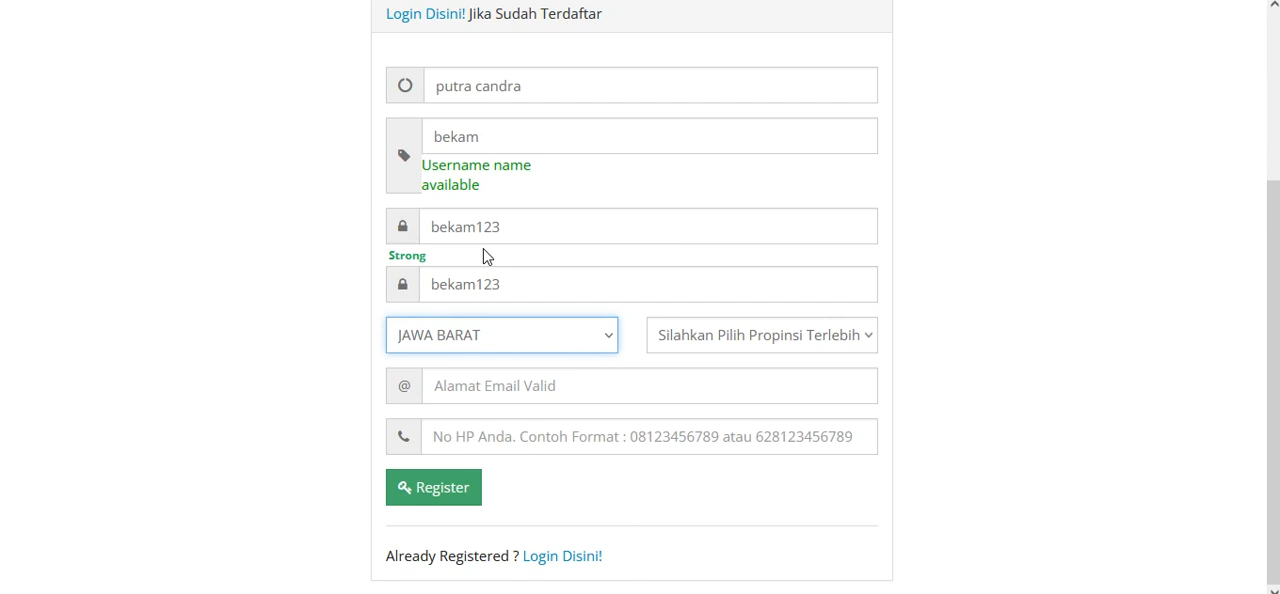 Login Disini! Jika Sudah Terdaftar
putra candra
bekam
Username name
available
bekam123
Strong
bekam123
JAWA BARAT
Silahkan Pilih Propinsi Terlebih
@
Alamat Email Valid
No HP Anda. Contoh Format : 08123456789 atau 628123456789
Register
Already Registered ? Login Disini!